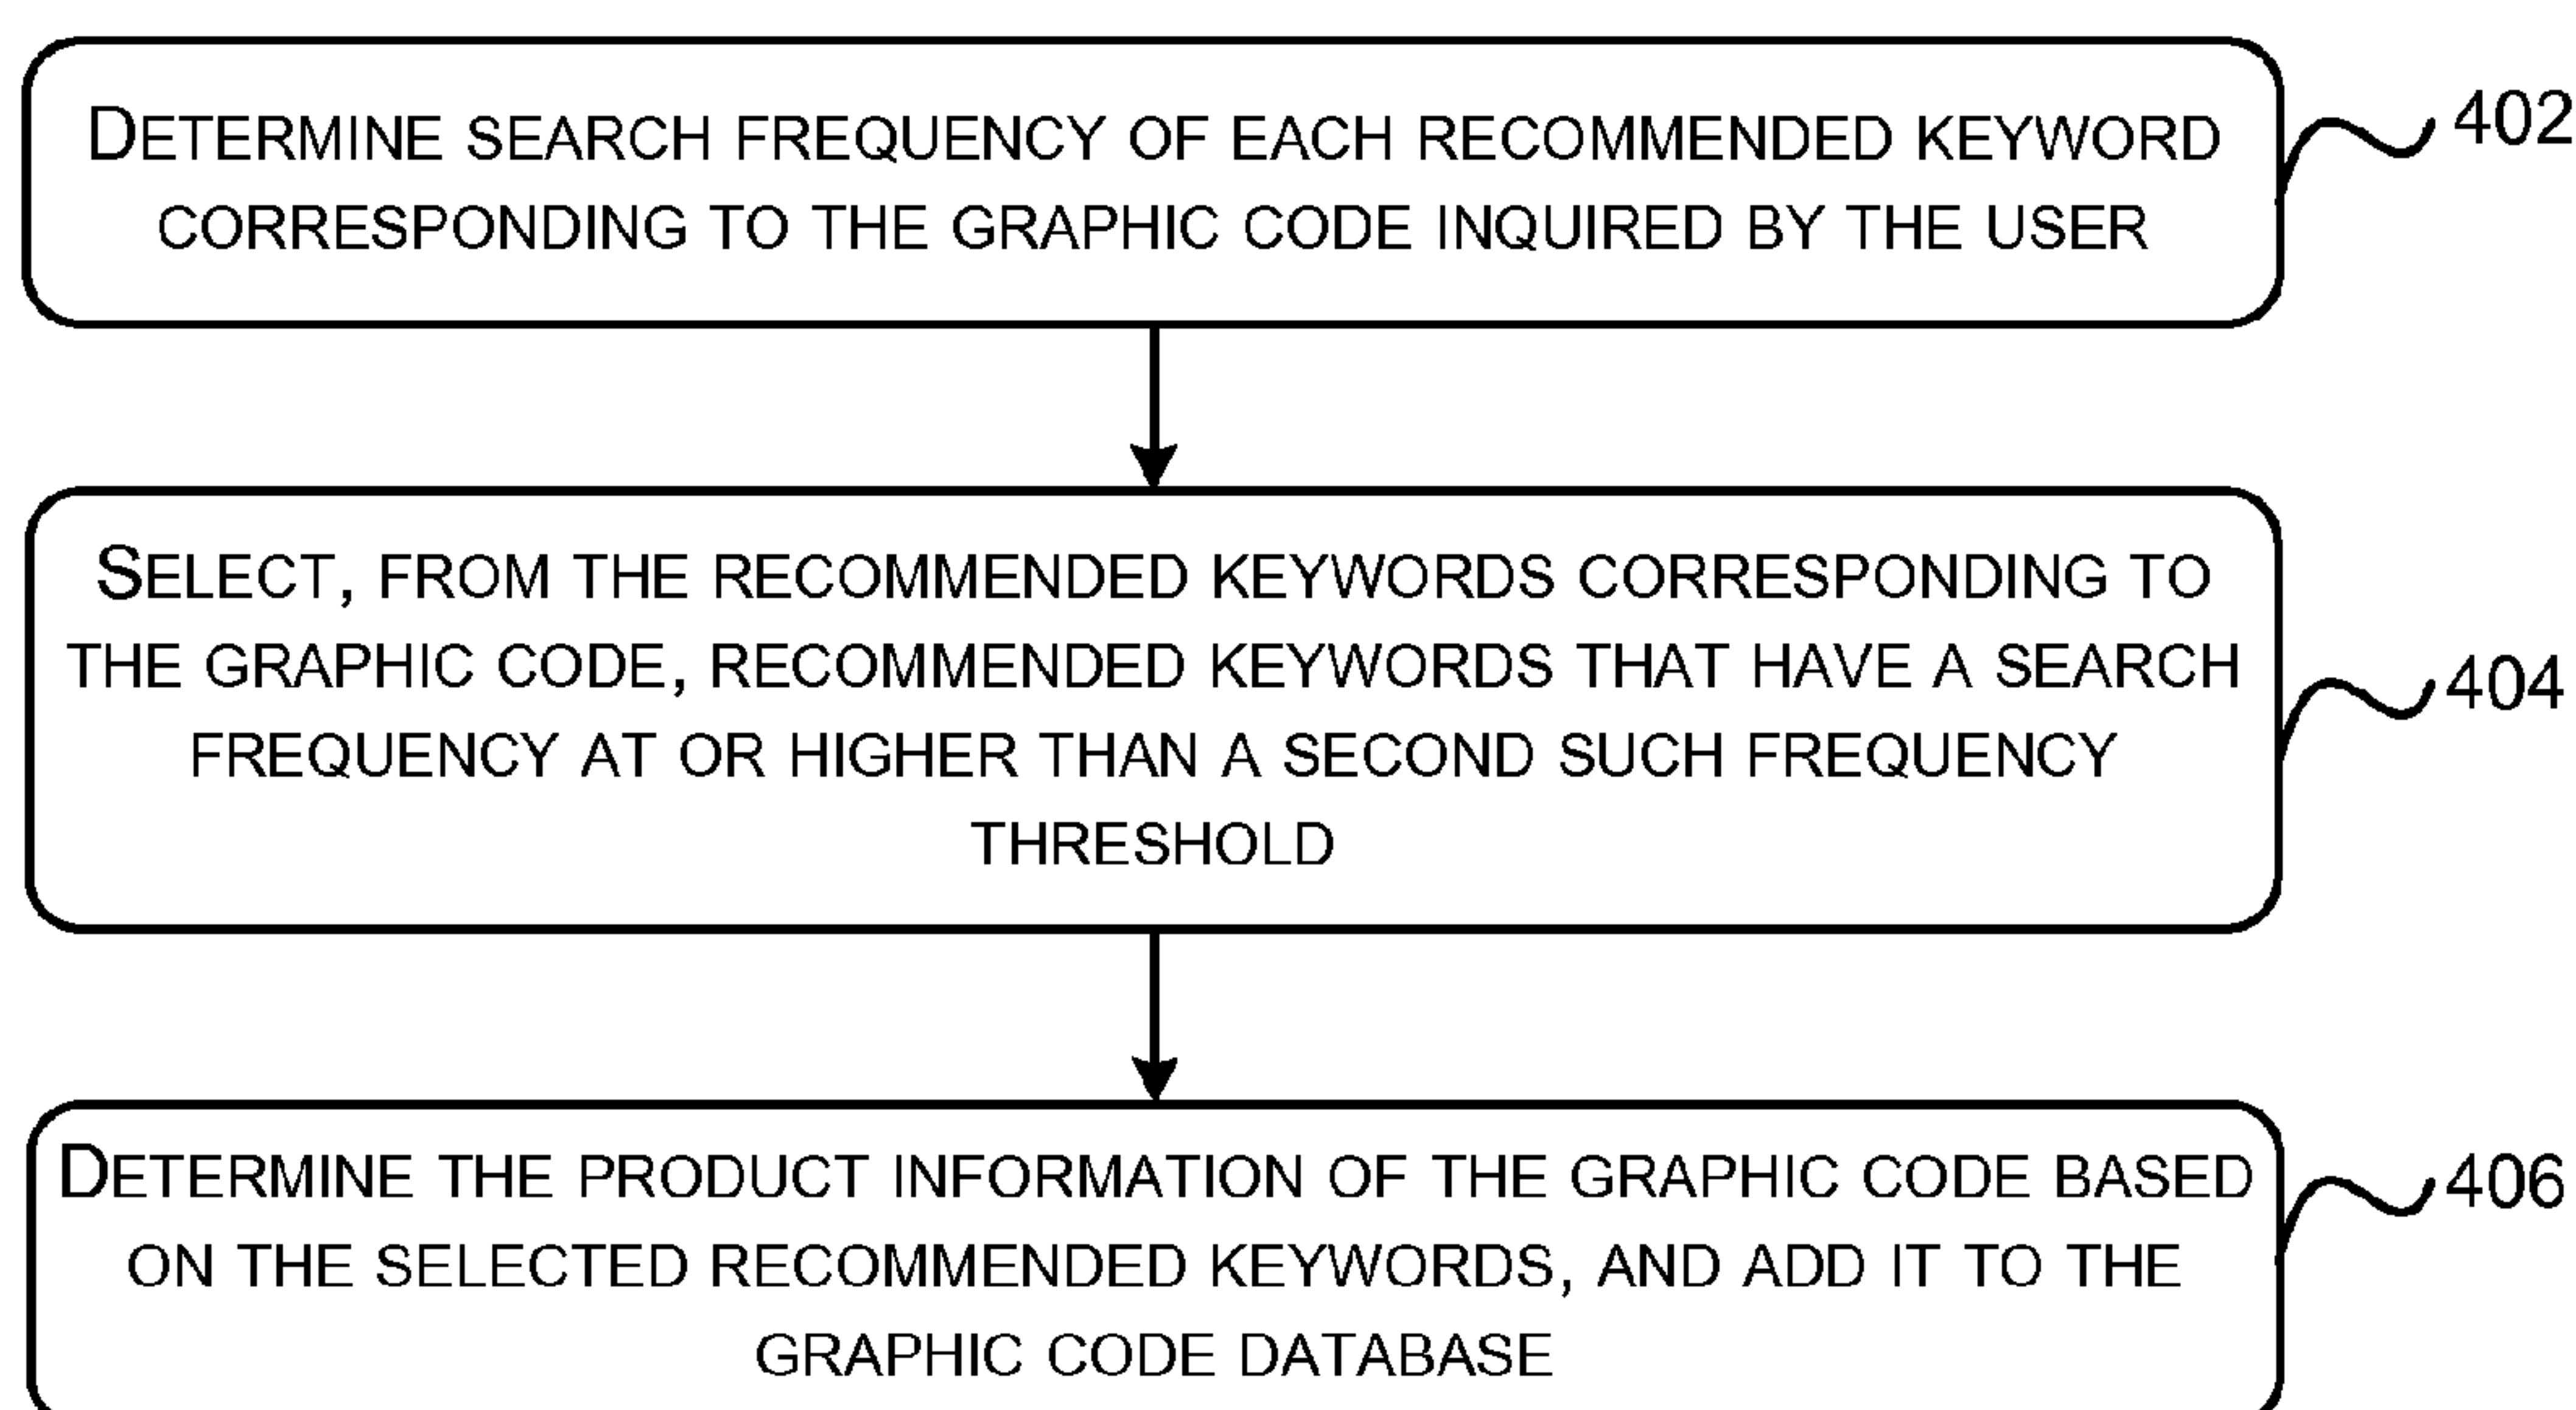 DETERMINE SEARCH FREQUENCY OF EACH RECOMMENDED KEYWORD
CORRESPONDING TO THE GRAPHIC CODE INQUIRED BY THE USER
402
SELECT, FROM THE RECOMMENDED KEYWORDS CORRESPONDING TO
THE GRAPHIC CODE, RECOMMENDED KEYWORDS THAT HAVE A SEARCH
FREQUENCY AT OR HIGHER THAN A SECOND SUCH FREQUENCY
THRESHOLD
404
DETERMINE THE PRODUCT INFORMATION OF THE GRAPHIC CODE BASED
ON THE SELECTED RECOMMENDED KEYWORDS, AND ADD IT TO THE
GRAPHIC CODE DATABASE
406